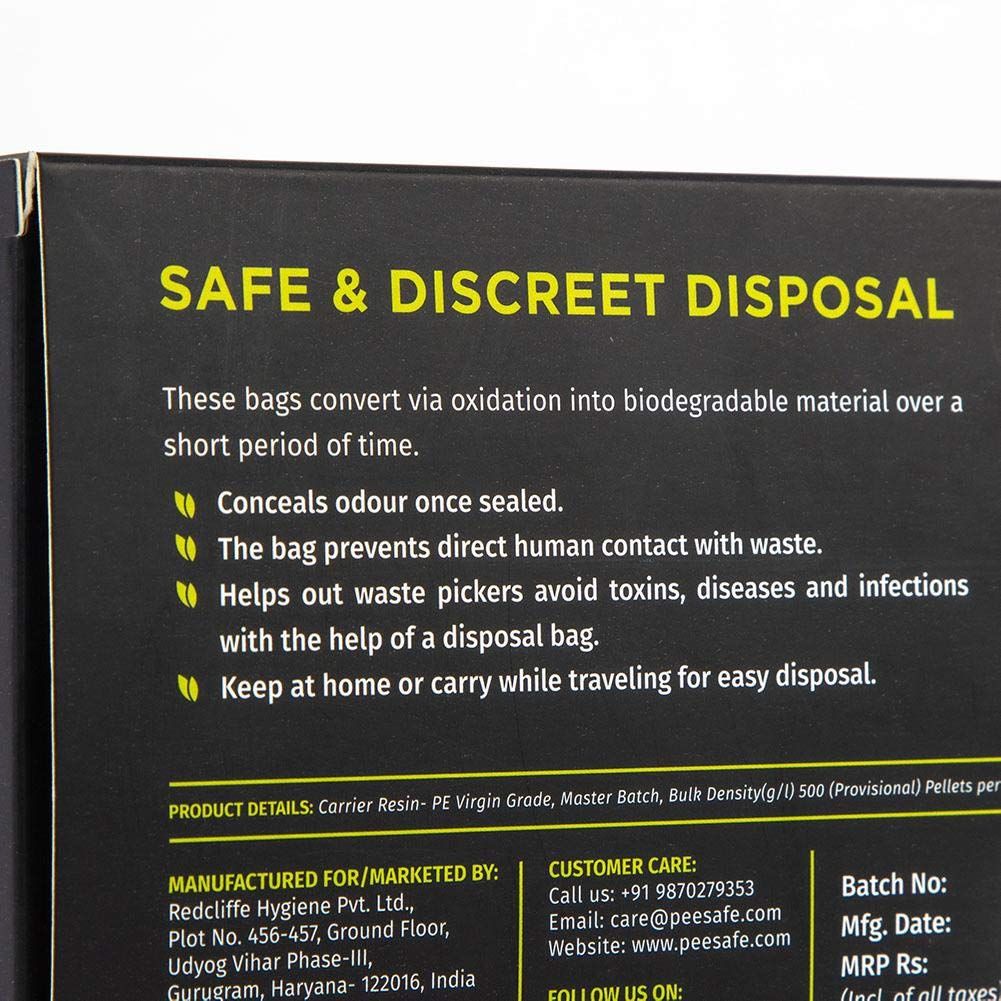 SAFE & DISCREET DISPOSAL
These bags convert via oxidation into biodegradable material over a
short period of time.
Conceals odour once sealed.
The bag prevents direct human contact with waste.
Helps out waste pickers avoid toxins, diseases and infections
with the help of a disposal bag.
Keep at home or carry while traveling for easy disposal.
PRODUCT DETAILS: Carrier Resin- PE Virgin Grade, Master Batch, Bulk Density(g/l) 500 (Provisional) Pellets per
MANUFACTURED FOR/MARKETED BY:
Redcliffe Hygiene Pvt. Ltd.,
Plot No. 456-457, Ground Floor,
Udyog Vihar Phase-III,
Gurugram, Haryana- 122016, India
CUSTOMER CARE:
Call us: +91 9870279353
Email: care@peesafe.com
Website: www.peesafe.com
FOLLOW US ON:
Batch No:
Mfg. Date:
MRP Rs:
(Incl. of all taxes